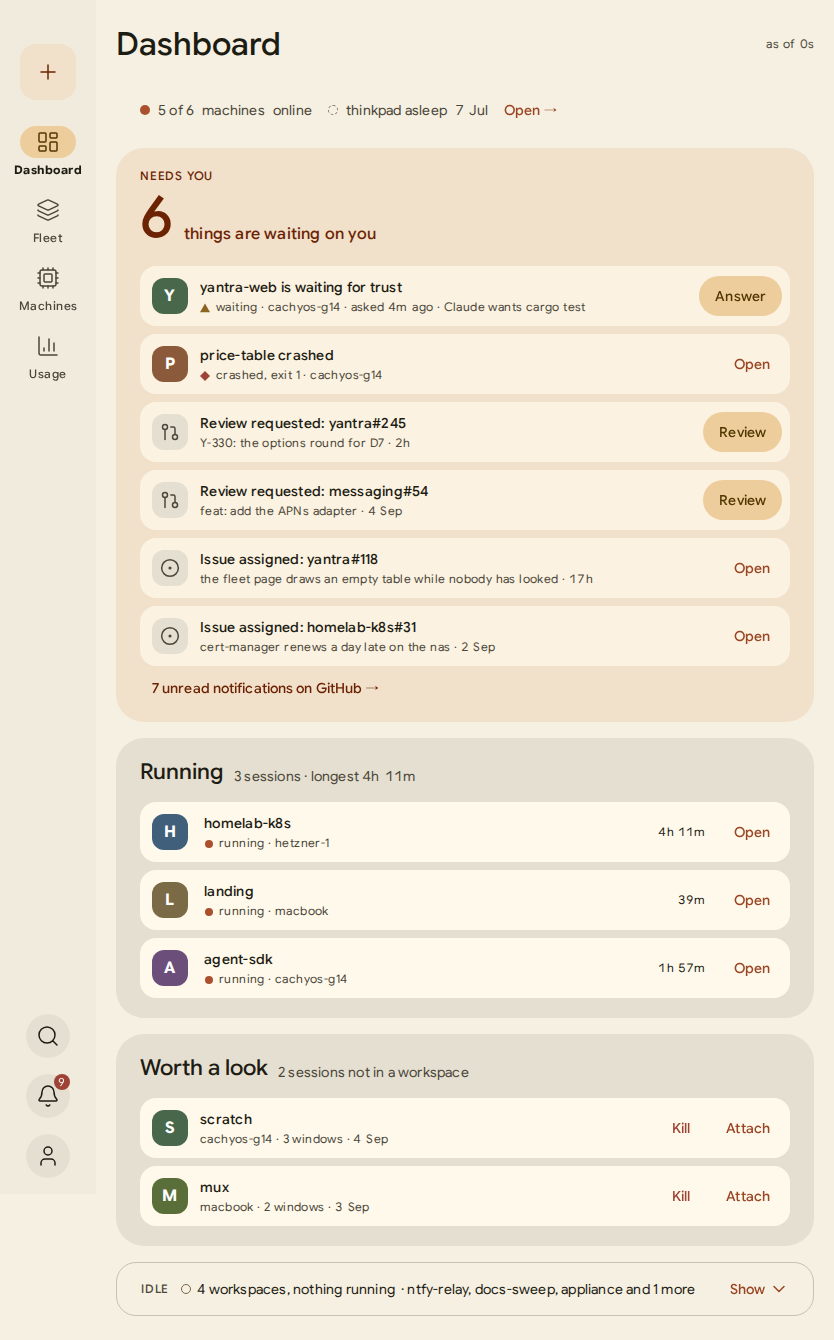 Dashboard
as of 0s
Dashboard
Fleet
Machines
Usage
9
5 of 6 machines online
thinkpad asleep 7 Jul
Open →
NEEDS YOU
6 things are waiting on you
Y
yantra-web is waiting for trust
waiting · cachyos-g14 · asked 4m ago · Claude wants cargo test
Answer
P
price-table crashed
crashed, exit 1 · cachyos-g14
Open
Review requested: yantra#245
Y-330: the options round for D7 · 2h
Review
Review requested: messaging#54
feat: add the APNs adapter · 4 Sep
Review
Issue assigned: yantra#118
the fleet page draws an empty table while nobody has looked · 17h
Open
Issue assigned: homelab-k8s#31
cert-manager renews a day late on the nas · 2 Sep
Open
7 unread notifications on GitHub →
Running 3 sessions · longest 4h 11m
H
homelab-k8s
running · hetzner-1
4h 11m
Open
L
landing
running · macbook
39m
Open
A
agent-sdk
running · cachyos-g14
1h 57m
Open
Worth a look 2 sessions not in a workspace
S
scratch
cachyos-g14 · 3 windows · 4 Sep
Kill
Attach
M
mux
macbook · 2 windows · 3 Sep
Kill
Attach
IDLE 4 workspaces, nothing running · ntfy-relay, docs-sweep, appliance and 1 more
Show